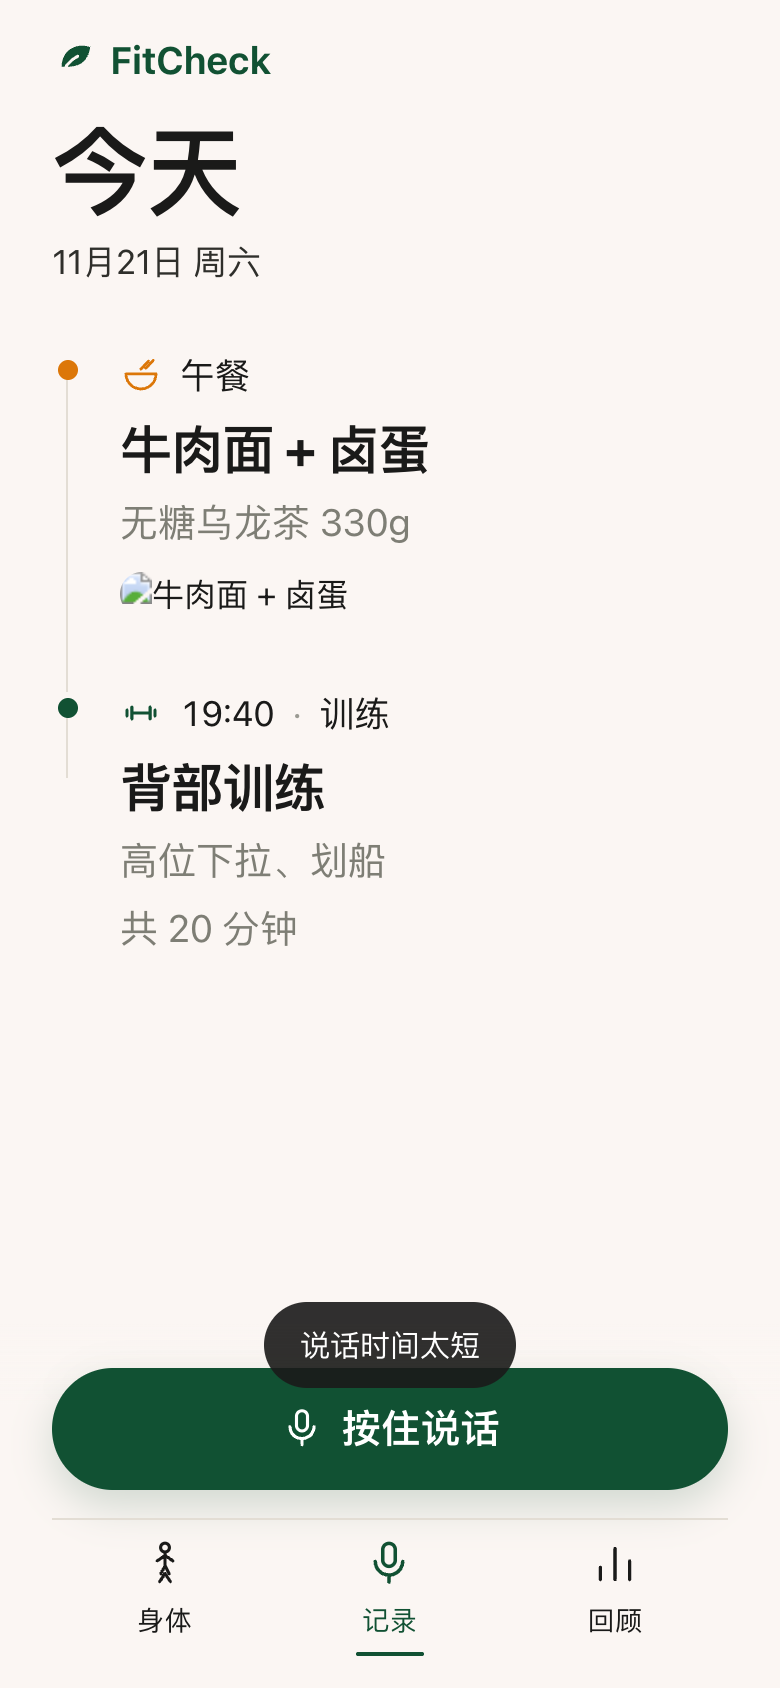 FitCheck
今天
11月21日 周六
午餐
牛肉面 + 卤蛋
无糖乌龙茶 330g
牛肉面 + 卤蛋
19:40 · 训练
背部训练
高位下拉、划船
共 20 分钟
说话时间太短
按住说话
身体
记录
回顾